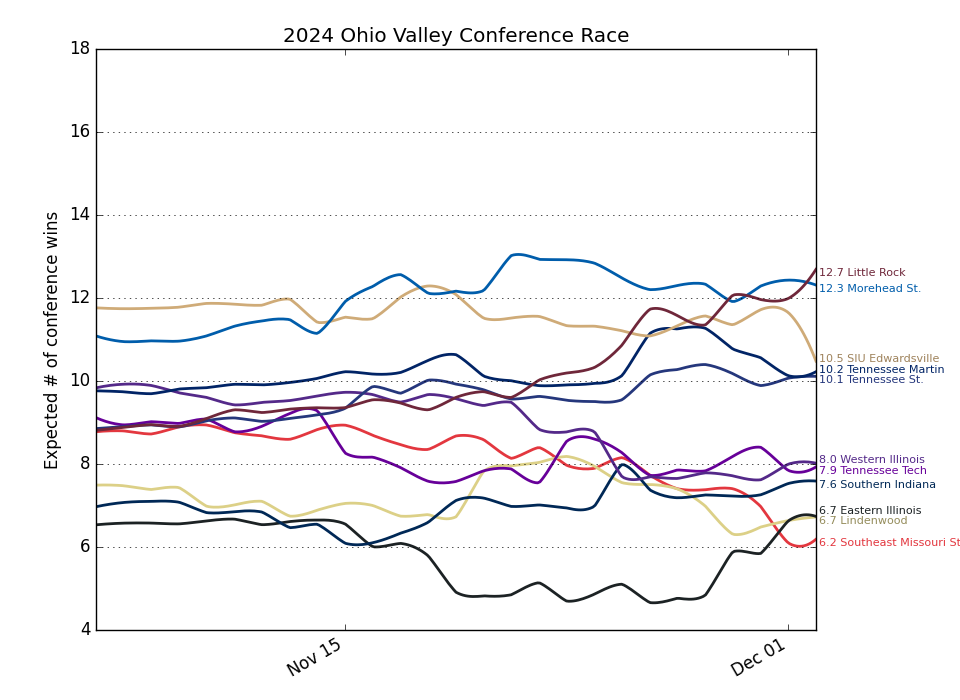 2024 Ohio Valley Conference Race
Expected # of conference wins
18
16
14
12
10
8
6
4
Nov 15
Dec 01
12.7 Little Rock
12.3 Morehead St.
10.5 SIU Edwardsville
10.2 Tennessee Martin
10.1 Tennessee St.
8.0 Western Illinois
7.9 Tennessee Tech
7.6 Southern Indiana
6.7 Eastern Illinois
6.7 Lindenwood
6.2 Southeast Missouri St